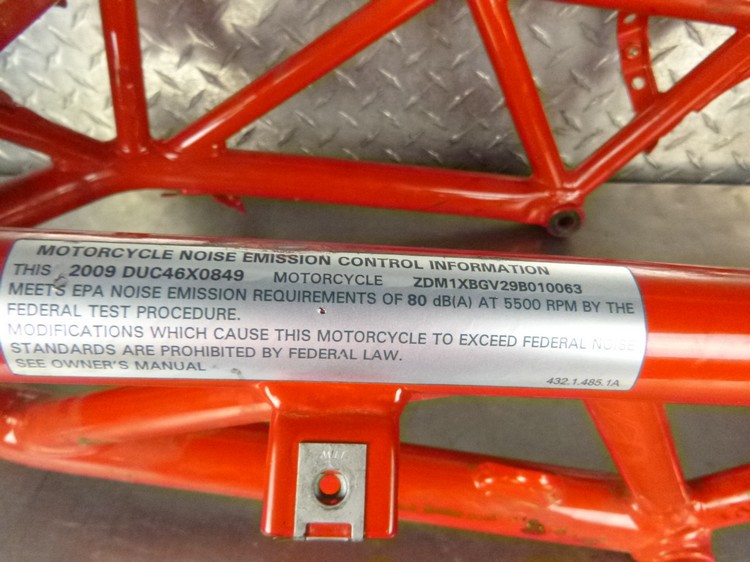 MOTORCYCLE NOISE EMISSION CONTROL INFORMATION
THIS 2009 DUC46X0849 MOTORCYCLE ZDM1XBGV29B010063
MEETS EPA NOISE EMISSION REQUIREMENTS OF 80 dB(A) AT 5500 RPM BY THE
FEDERAL TEST PROCEDURE.
MODIFICATIONS WHICH CAUSE THIS MOTORCYCLE TO EXCEED FEDERAL NOISE
STANDARDS ARE PROHIBITED BY FEDERAL LAW.
SEE OWNER'S MANUAL
432.1.485.1A